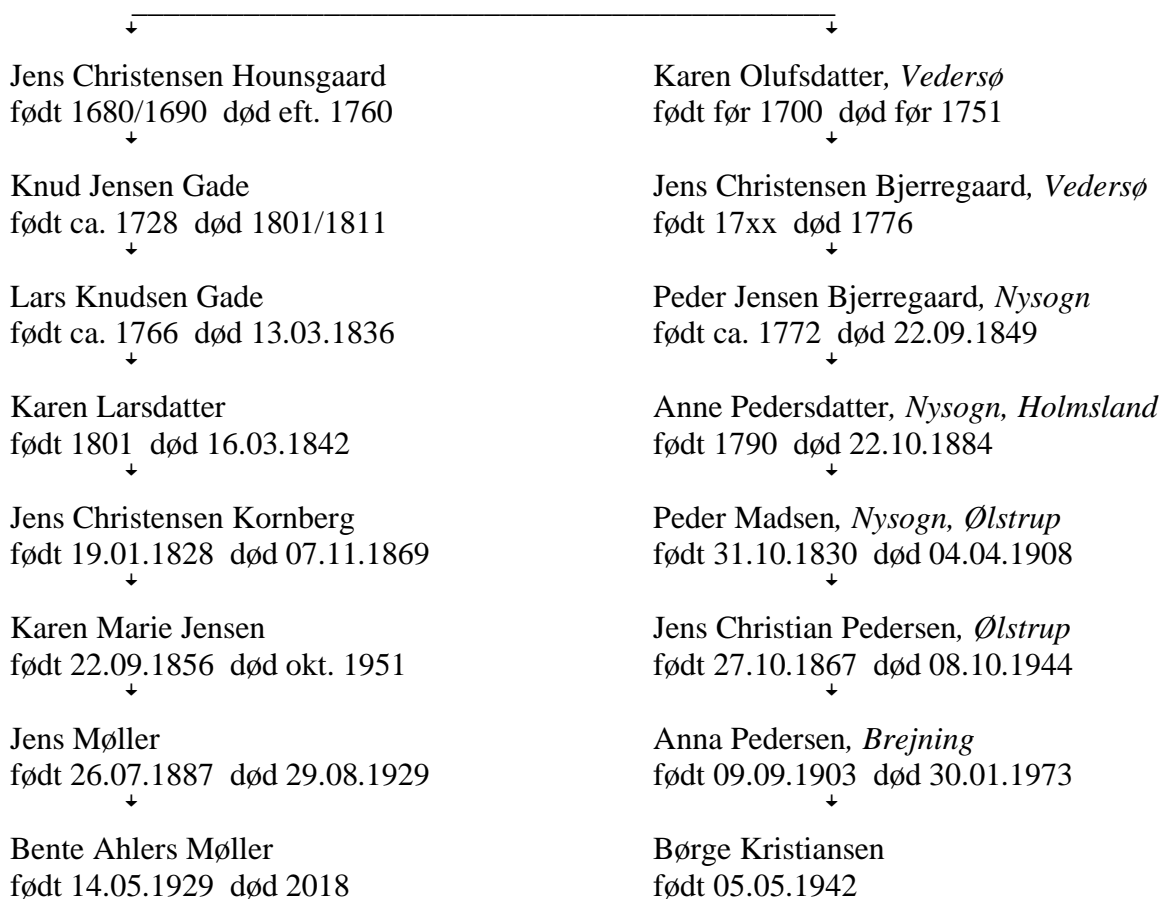 Jens Christensen Hounsgaard
født 1680/1690 død eft. 1760
Knud Jensen Gade
født ca. 1728 død 1801/1811
Lars Knudsen Gade
født ca. 1766 død 13.03.1836
Karen Larsdatter
født 1801 død 16.03.1842
Jens Christensen Kornberg
født 19.01.1828 død 07.11.1869
Karen Marie Jensen
født 22.09.1856 død okt. 1951
Jens Møller
født 26.07.1887 død 29.08.1929
Bente Ahlers Møller
født 14.05.1929 død 2018
Karen Olufsdatter, Vedersø
født før 1700 død før 1751
Jens Christensen Bjerregaard, Vedersø
født 17xx død 1776
Peder Jensen Bjerregaard, Nysogn
født ca. 1772 død 22.09.1849
Anne Pedersdatter, Nysogn, Holmsland
født 1790 død 22.10.1884
Peder Madsen, Nysogn, Ølstrup
født 31.10.1830 død 04.04.1908
Jens Christian Pedersen, Ølstrup
født 27.10.1867 død 08.10.1944
Anna Pedersen, Brejning
født 09.09.1903 død 30.01.1973
Børge Kristiansen
født 05.05.1942